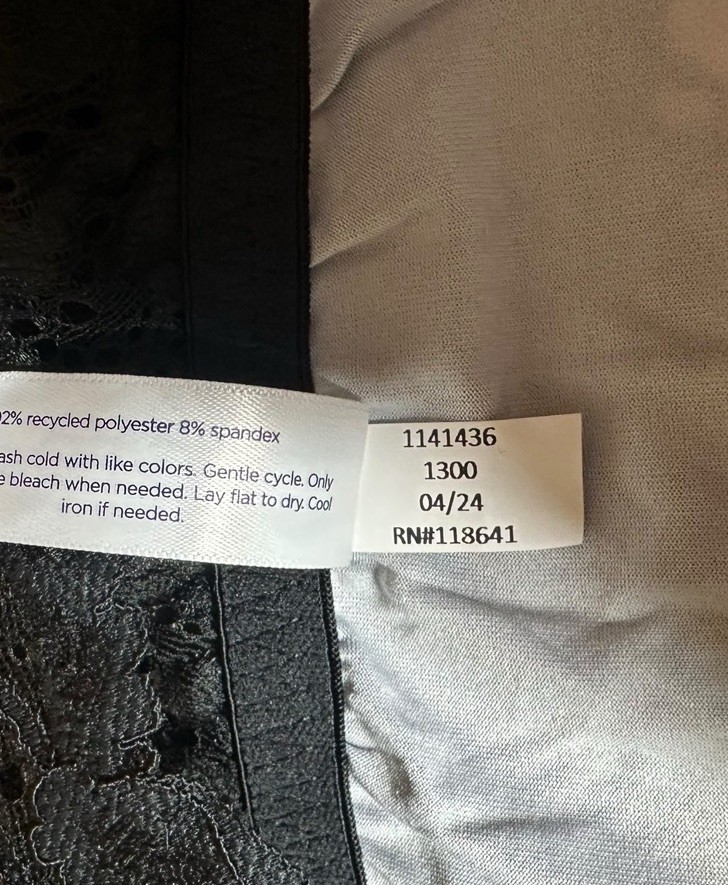 2% recycled polyester 8% spandex
ash cold with like colors. Gentle cycle. Only
e bleach when needed. Lay flat to dry. Cool
iron if needed.
1141436
1300
04/24
RN#118641